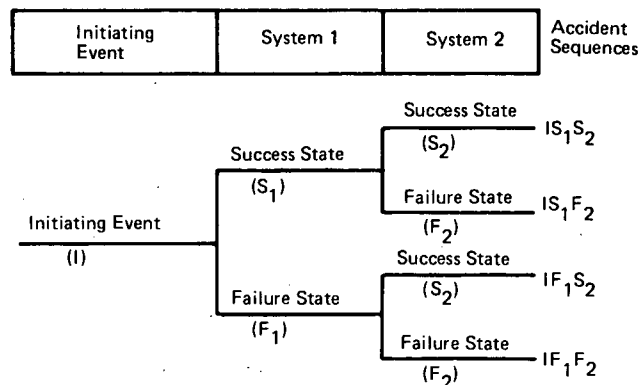 Initiating Event
System 1
System 2
Accident Sequences
Success State
(S₂)
IS₁S₂
Success State
(S₁)
Failure State
(F₂)
IS₁F₂
Initiating Event
(I)
Success State
(S₂)
IF₁S₂
Failure State
(F₁)
Failure State
(F₂)
IF₁F₂